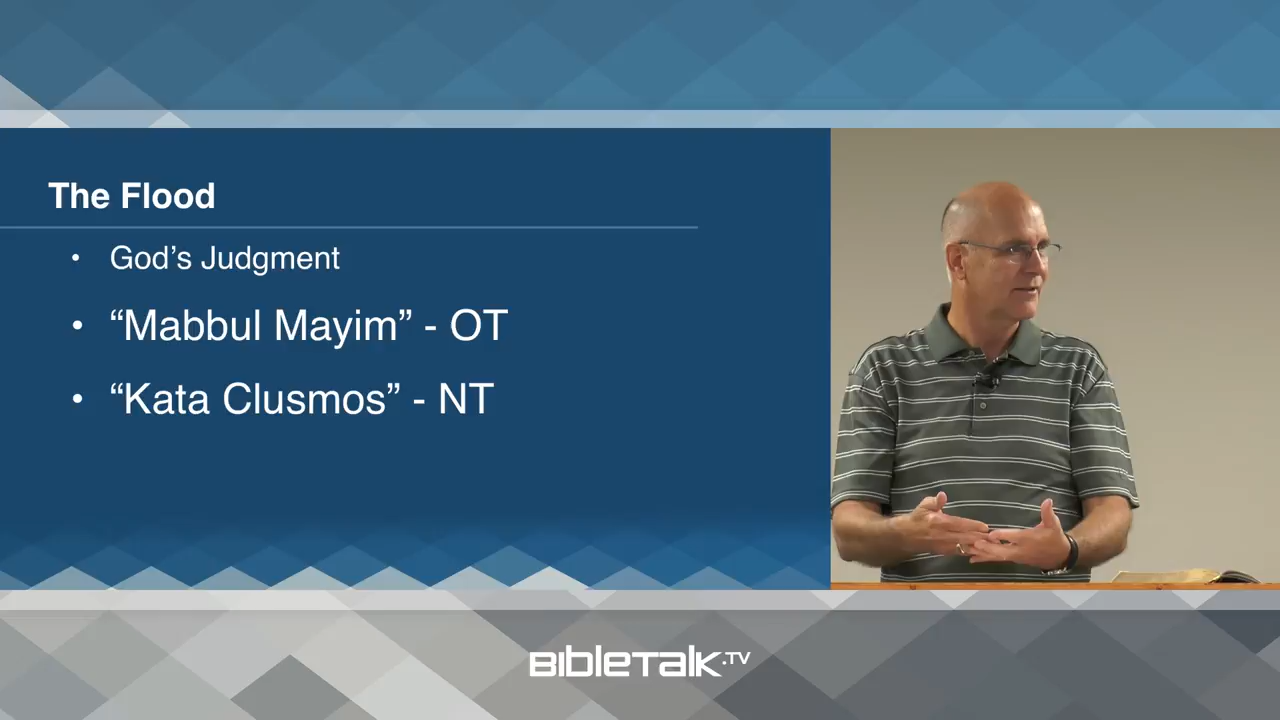 The Flood
• God’s Judgment
• “Mabbul Mayim” - OT
• “Kata Clusmos” - NT
BIBLETALK.TV